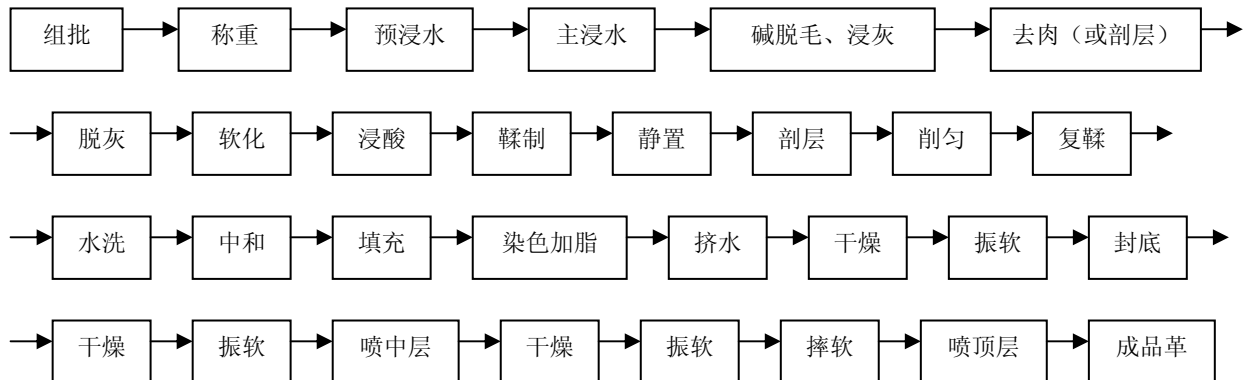 组批 称重 预浸水 主浸水 碱脱毛、浸灰 去肉（或剖层）
脱灰 软化 浸酸 鞣制 静置 剖层 削匀 复鞣
水洗 中和 填充 染色加脂 挤水 干燥 振软 封底
干燥 振软 喷中层 干燥 振软 摔软 喷顶层 成品革